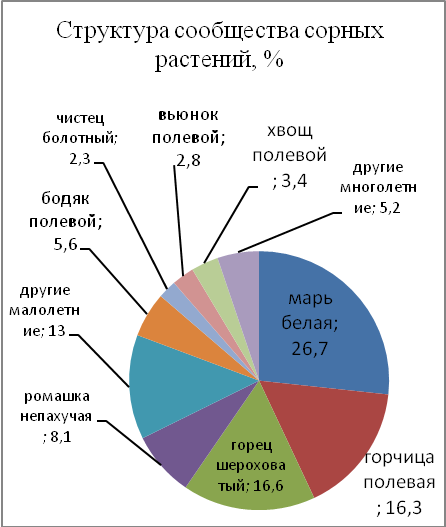 Структура сообщества сорных
растений, %
чистец
болотный;
2,3
вьюнок
полевой;
2,8
хвощ
полевой
; 3,4
другие
многолетн
ие; 5,2
бодяк
полевой;
5,6
марь
белая;
26,7
другие
малолетн
ие; 13
ромашка
непахучая
; 8,1
горец
шерохова
тый; 16,6
горчица
полевая
; 16,3